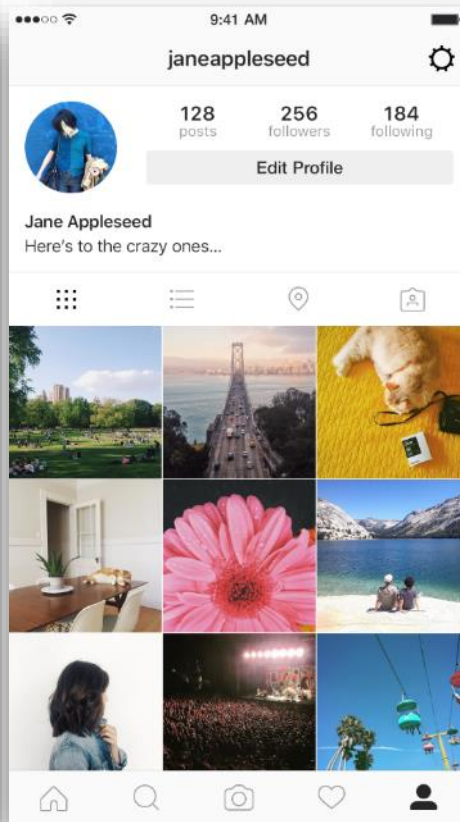 9:41 AM
janeappleseed
128 256 184
posts followers following
Edit Profile
Jane Appleseed
Here's to the crazy ones...